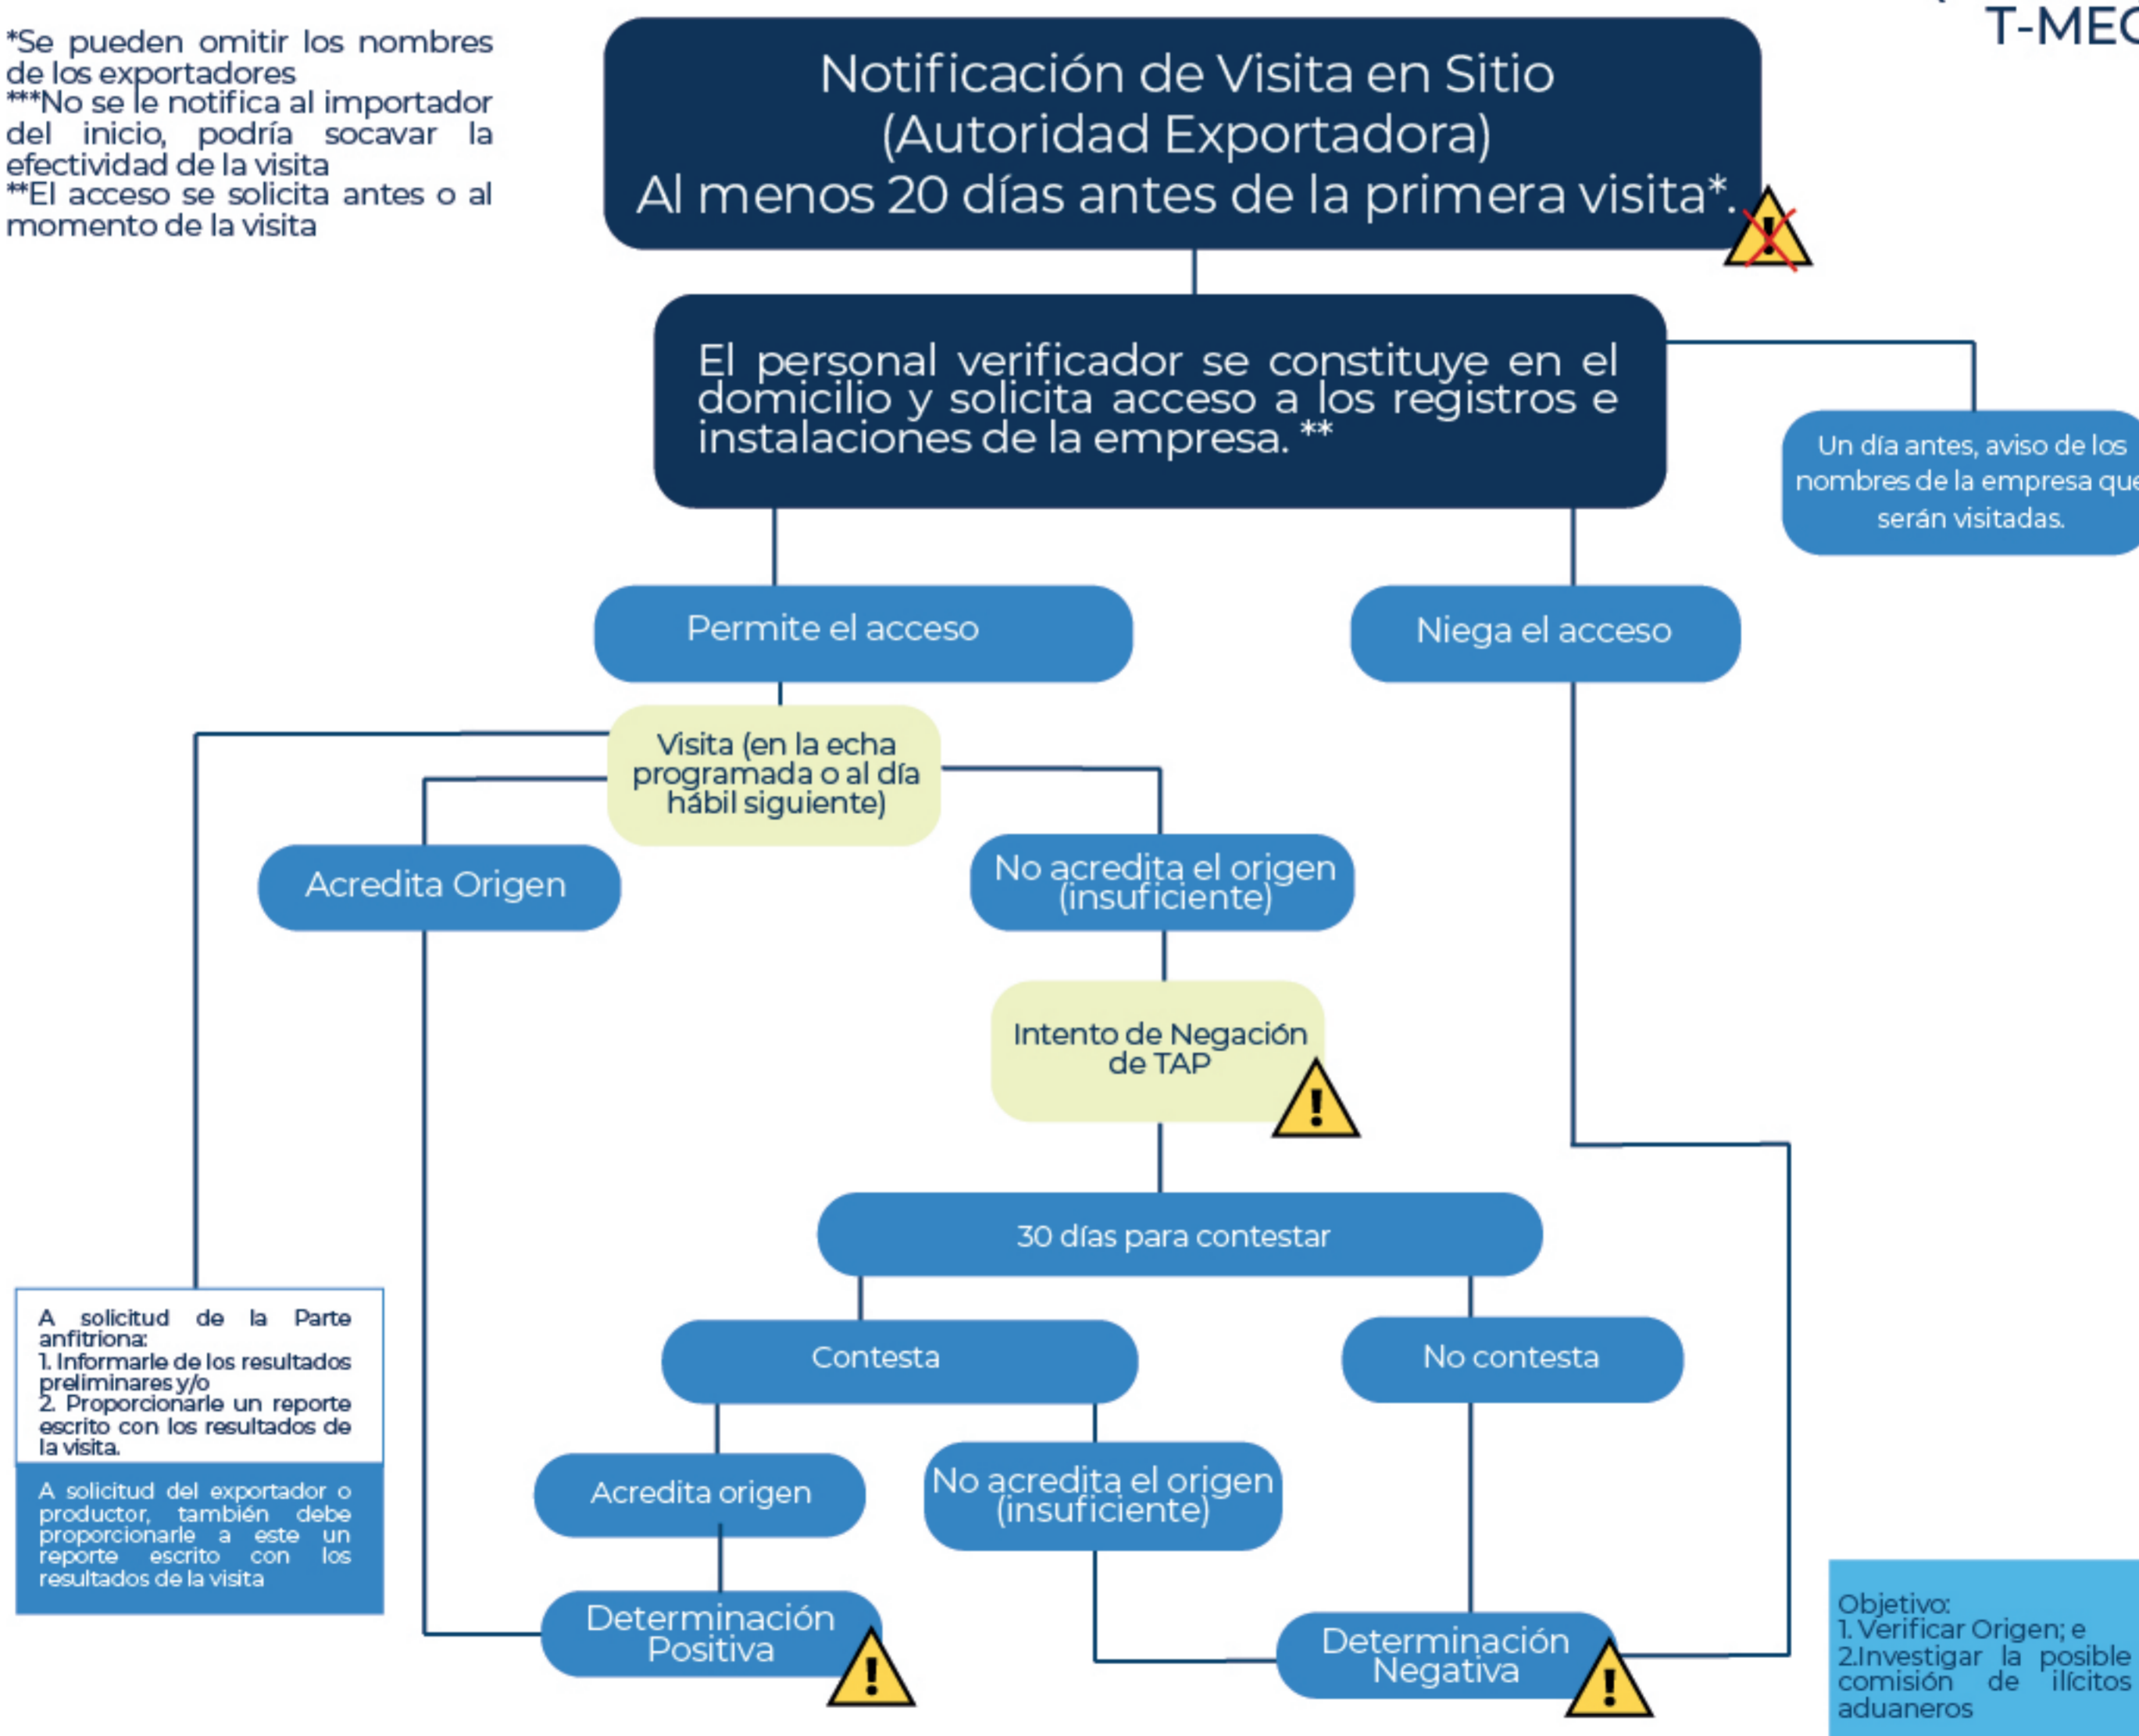 T-MEC
*Se pueden omitir los nombres
de los exportadores
***No se le notifica al importador
del inicio, podría socavar la
efectividad de la visita
**El acceso se solicita antes o al
momento de la visita
Notificación de Visita en Sitio
(Autoridad Exportadora)
Al menos 20 días antes de la primera visita*.
El personal verificador se constituye en el
domicilio y solicita acceso a los registros e
instalaciones de la empresa. **
Un día antes, aviso de los
nombres de la empresa que
serán visitadas.
Permite el acceso
Niega el acceso
Visita (en la echa
programada o al día
hábil siguiente)
Acredita Origen
No acredita el origen
(insuficiente)
Intento de Negación
de TAP
30 días para contestar
A solicitud de la Parte
anfitriona:
1. Informarle de los resultados
preliminares y/o
2. Proporcionarle un reporte
escrito con los resultados de
la visita.
Contesta
No contesta
A solicitud del exportador o
productor, también debe
proporcionarle a este un
reporte escrito con los
resultados de la visita
Acredita origen
No acredita el origen
(insuficiente)
Determinación
Positiva
Determinación
Negativa
Objetivo:
1. Verificar Origen; e
2.Investigar la posible
comisión de ilícitos
aduaneros